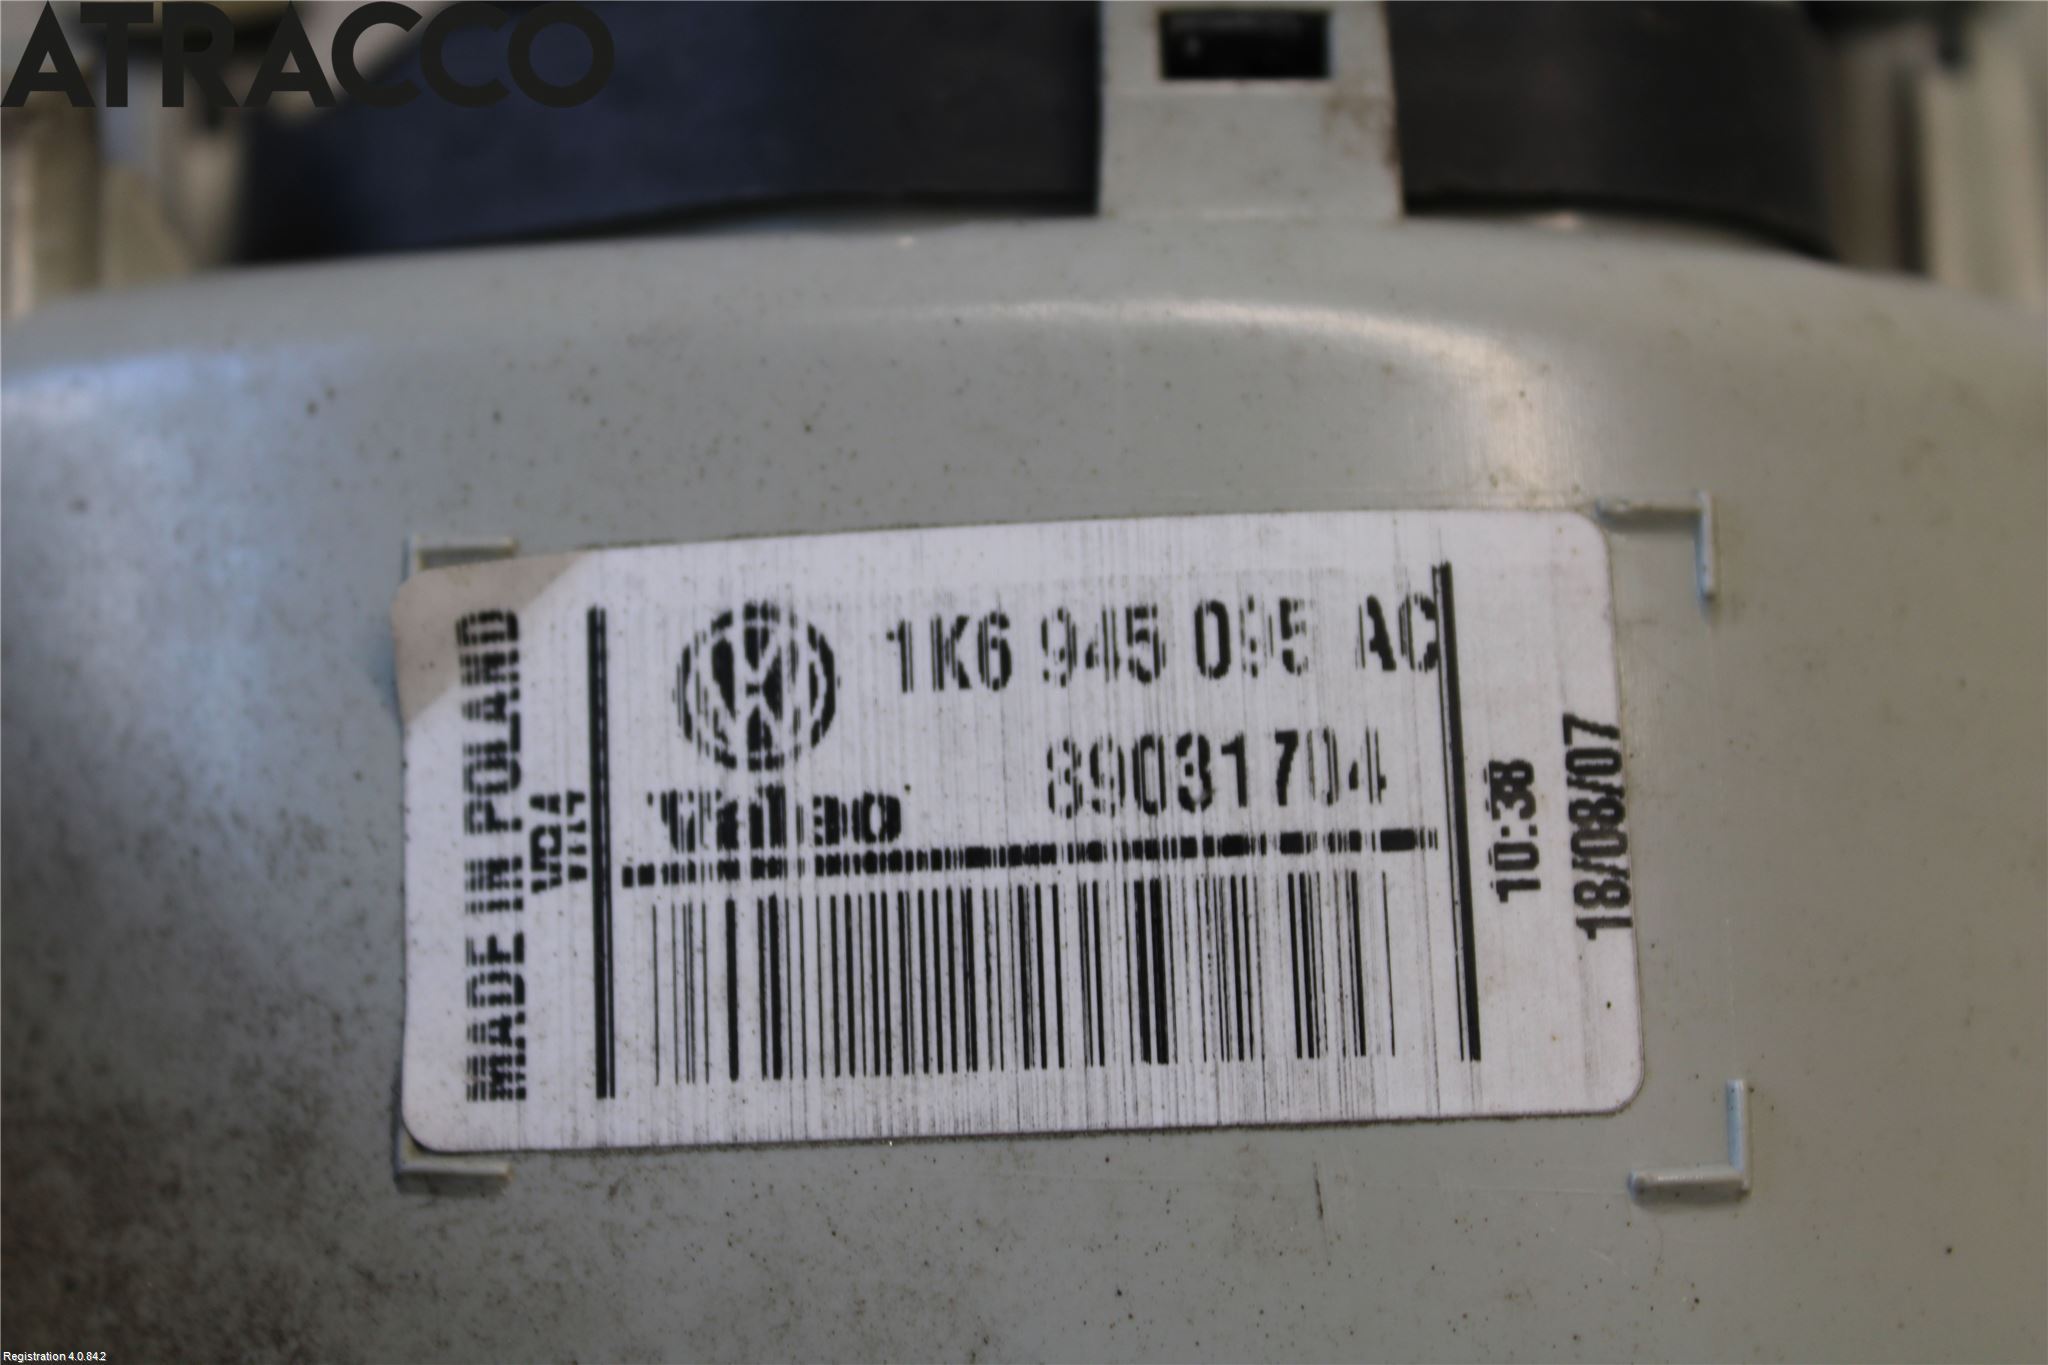 ATRACCO
1K6 945 095 AC
89031704
MADE IN POLAND
10:38
18/08/07
Registration 4.0.84.2